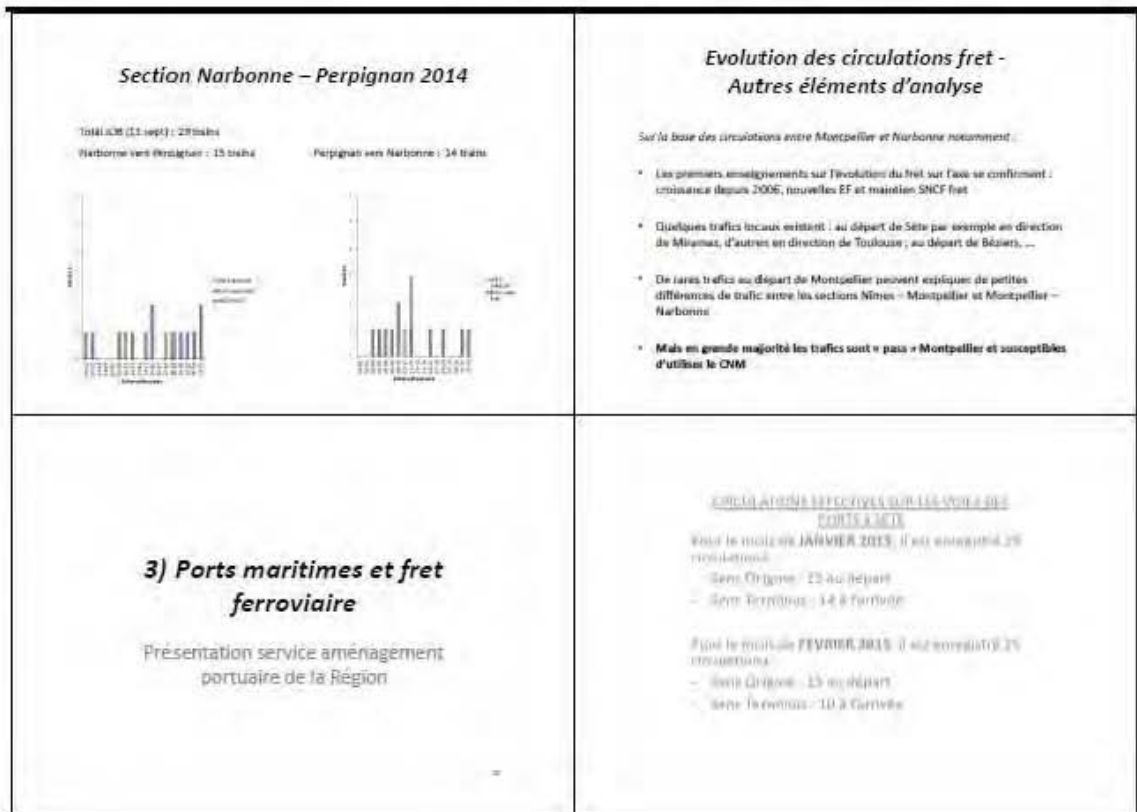 Section Narbonne – Perpignan 2014
Total JOB (11 sept) : 29 trains
Narbonne vers Perpignan : 15 trains
Perpignan vers Narbonne : 14 trains
Evolution des circulations fret -
Autres éléments d'analyse
Sur la base des circulations entre Montpellier et Narbonne notamment :
• Les premiers enseignements sur l'évolution du fret sur l'axe se confirment :
croissance depuis 2006, nouvelles EF et maintien SNCF fret
• Quelques trafics locaux existent : au départ de Sète par exemple en direction
de Miramas, d'autres en direction de Toulouse ; au départ de Béziers, ...
• De rares trafics au départ de Montpellier peuvent expliquer de petites
différences de trafic entre les sections Nîmes – Montpellier et Montpellier –
Narbonne
• Mais en grande majorité les trafics sont « pass » Montpellier et susceptibles
d'utiliser le CNM
3) Ports maritimes et fret
ferroviaire
Présentation service aménagement
portuaire de la Région
CIRCULATIONS EFFECTIVES SUR LES VOIES DES
PORTS A SETE
Pour le mois de JANVIER 2015, il est enregistré 29
circulations
- Sens Origine : 15 au départ
- Sens Terminus : 14 à l'arrivée
Pour le mois de FEVRIER 2015, il est enregistré 25
circulations
- Sens Origine : 15 au départ
- Sens Terminus : 10 à l'arrivée